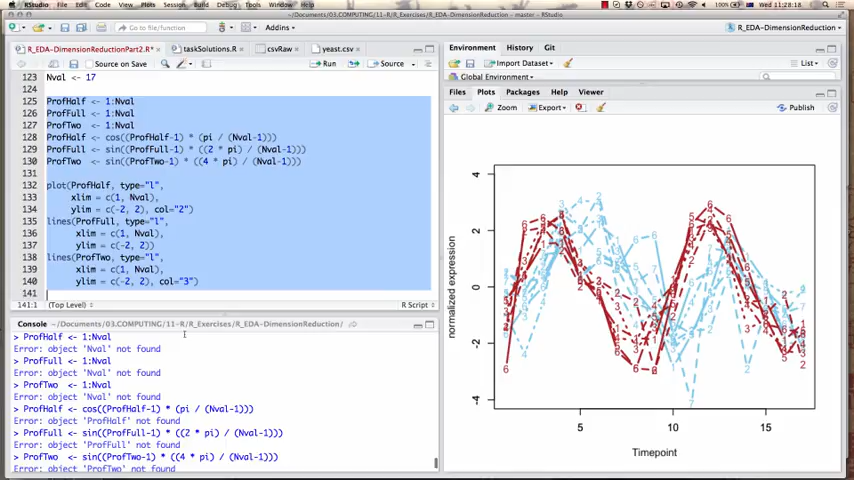 RStudio File Edit Code View Plots Session Build Debug Tools Window Help
100% 11:28:18
~/Documents/03.COMPUTING/11-R/R_Exercises/R_EDA-DimensionReduction - master - RStudio
Go to file/function Addins R_EDA-DimensionReduction
R_EDA-DimensionReductionPart2.R* taskSolutions.R csvRaw yeast.csv
Source on Save Run Source
123 Nval <- 17
124
125 ProfHalf <- 1:Nval
126 ProfFull <- 1:Nval
127 ProfTwo <- 1:Nval
128 ProfHalf <- cos((ProfHalf-1) * (pi / (Nval-1)))
129 ProfFull <- sin((ProfFull-1) * ((2 * pi) / (Nval-1)))
130 ProfTwo <- sin((ProfTwo-1) * ((4 * pi) / (Nval-1)))
131
132 plot(ProfHalf, type="l",
133 xlim = c(1, Nval),
134 ylim = c(-2, 2), col="2")
135 lines(ProfFull, type="l",
136 xlim = c(1, Nval),
137 ylim = c(-2, 2))
138 lines(ProfTwo, type="l",
139 xlim = c(1, Nval),
140 ylim = c(-2, 2), col="3")
141
(Top Level) R Script
Console ~/Documents/03.COMPUTING/11-R/R_Exercises/R_EDA-DimensionReduction/
> ProfHalf <- 1:Nval
Error: object 'Nval' not found
> ProfFull <- 1:Nval
Error: object 'Nval' not found
> ProfTwo <- 1:Nval
Error: object 'Nval' not found
> ProfHalf <- cos((ProfHalf-1) * (pi / (Nval-1)))
Error: object 'ProfHalf' not found
> ProfFull <- sin((ProfFull-1) * ((2 * pi) / (Nval-1)))
Error: object 'ProfFull' not found
> ProfTwo <- sin((ProfTwo-1) * ((4 * pi) / (Nval-1)))
Error: object 'ProfTwo' not found
Environment History Git
Import Dataset List
Global Environment
Files Plots Packages Help Viewer
Zoom Export Publish
normalized expression
4
2
0
-2
-4
5 10 15
Timepoint